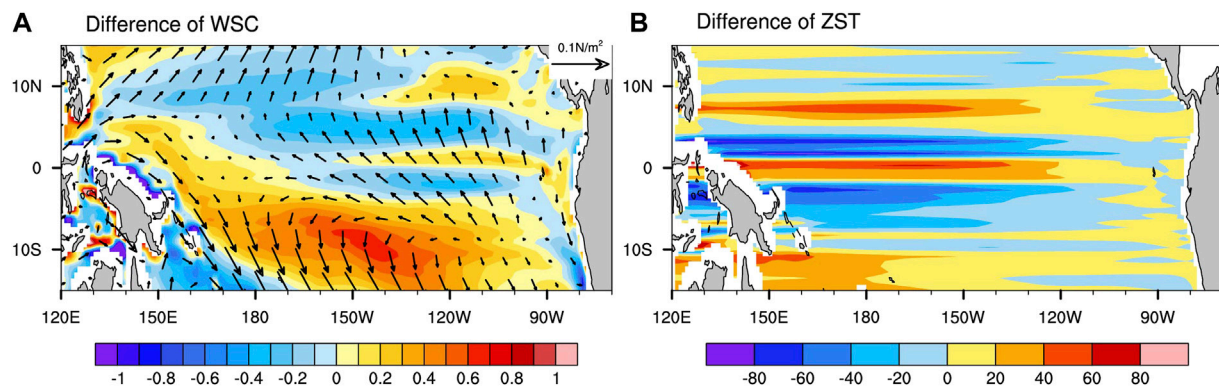 A Difference of WSC
0.1N/m²
10N
0
10S
120E 150E 180 150W 120W 90W
-1 -0.8 -0.6 -0.4 -0.2 0 0.2 0.4 0.6 0.8 1
B Difference of ZST
10N
0
10S
120E 150E 180 150W 120W 90W
-80 -60 -40 -20 0 20 40 60 80